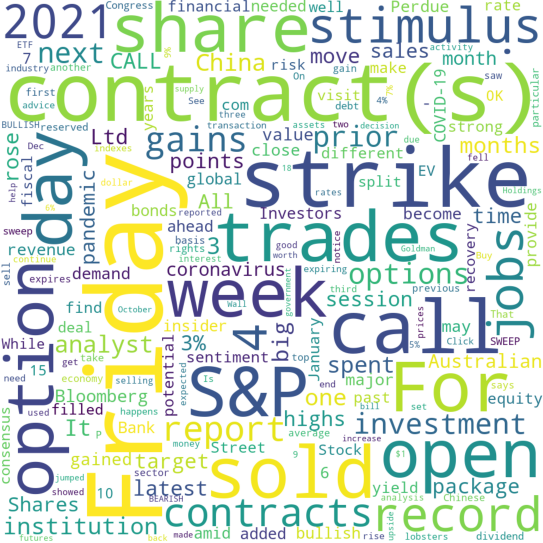 2021
ETF
7
industry
another
next
CALL
first
advice
BULLISH
reserved
Dec
Congress
financial
needed
well
Perdue
rate
share
stimulus
China
move
sales
month
activity
9%
gain
saw
7%
make
risk
On
supply
See
years
com
debt
4%
visit
OK
particular
COVID-19
-
strong
contract(s)
three
transaction
assets
two
decision
due
Ltd
gains
value
prior
different
months
rose
fiscal
points
close
indexes
dollar
18
EV
split
fell
help
6%
pandemic
global
All
rates
Holdings
sweep
continue
bonds
Investors
become
time
provide
revenue
reported
rights
basis
Goldman
good
worth
notice
expiring
Buy
ahead
3
trades
strike
day
option
Friday
demand
coronavirus
interest
options
recovery
jobs
sell
expires
find
deal
session
third
previous
October
Wall
government
SWEEP
That
prices
While
analyst
week
4
call
insider
3%
big
sentiment
January
top
may
5%
Click
Australian
need
get
take
15
Bloomberg
Is
expected
potential
spent
major
says
economy
selling
S&P
one
past
equity
used
happens
filled
end
bill
set
For
It
P
Bank
highs
investment
consensus
money
Street
Stock
average
9
$1
gained
target
report
increase
6
analysis
Chinese
open
Shares
10
sector
latest
yield
package
showed
jumped
BEARISH
sold
upside
institution
contracts
record
futures
back
made
amid
added
bullish
rise
lobsters
dividend